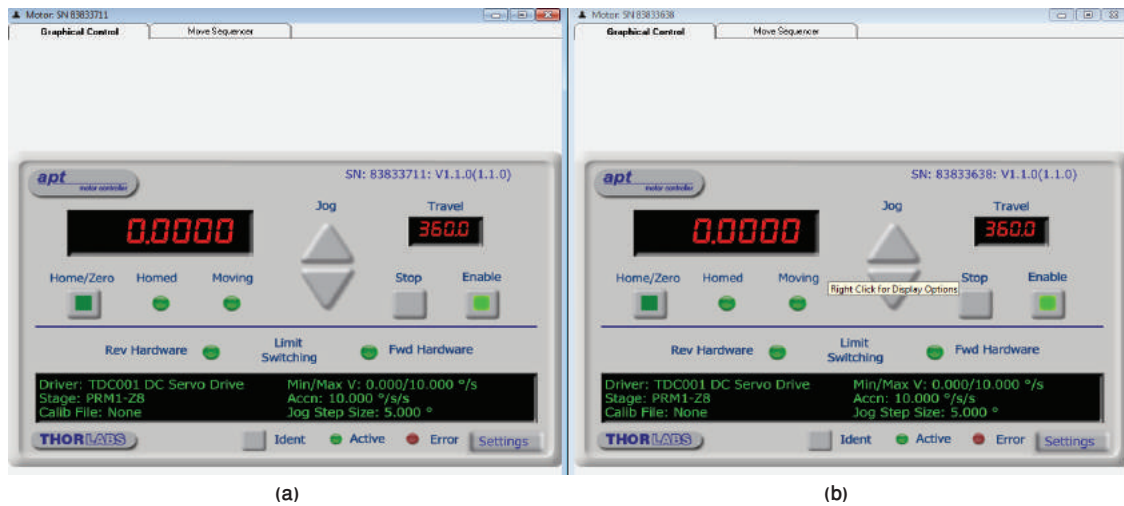 Motor: SN 83833711
Graphical Control Move Sequencer
apt
motor controller
SN: 83833711: V1.1.0(1.1.0)
Jog Travel
0.0000 360.0
Home/Zero Homed Moving Stop Enable
Rev Hardware Limit Switching Fwd Hardware
Driver: TDC001 DC Servo Drive Min/Max V: 0.000/10.000 °/s
Stage: PRM1-Z8 Accn: 10.000 °/s/s
Calib File: None Jog Step Size: 5.000 °
THORLABS Ident Active Error Settings
(a)
Motor: SN 83833638
Graphical Control Move Sequencer
apt
motor controller
SN: 83833638: V1.1.0(1.1.0)
Jog Travel
0.0000 360.0
Home/Zero Homed Moving Stop Enable
Right Click for Display Options
Rev Hardware Limit Switching Fwd Hardware
Driver: TDC001 DC Servo Drive Min/Max V: 0.000/10.000 °/s
Stage: PRM1-Z8 Accn: 10.000 °/s/s
Calib File: None Jog Step Size: 5.000 °
THORLABS Ident Active Error Settings
(b)